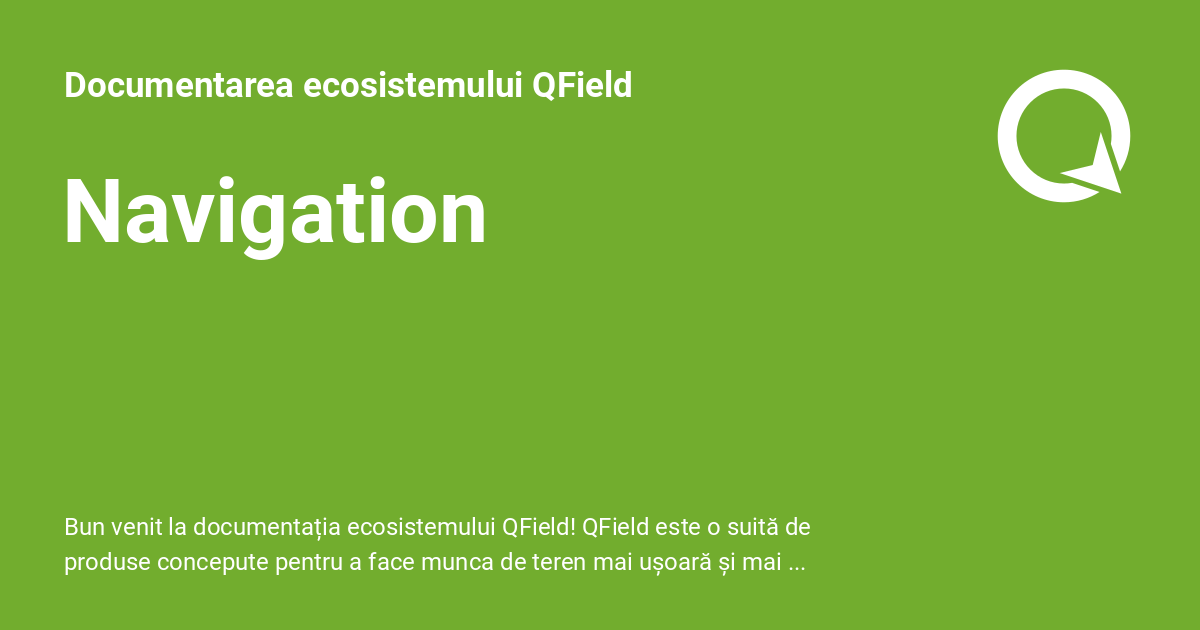 Documentarea ecosistemului QField
Navigation
Bun venit la documentația ecosistemului QField! QField este o suită de
produse concepute pentru a face munca de teren mai ușoară și mai ...